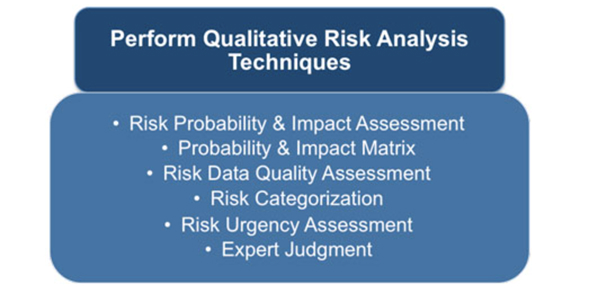 Perform Qualitative Risk Analysis
Techniques
• Risk Probability & Impact Assessment
• Probability & Impact Matrix
• Risk Data Quality Assessment
• Risk Categorization
• Risk Urgency Assessment
• Expert Judgment